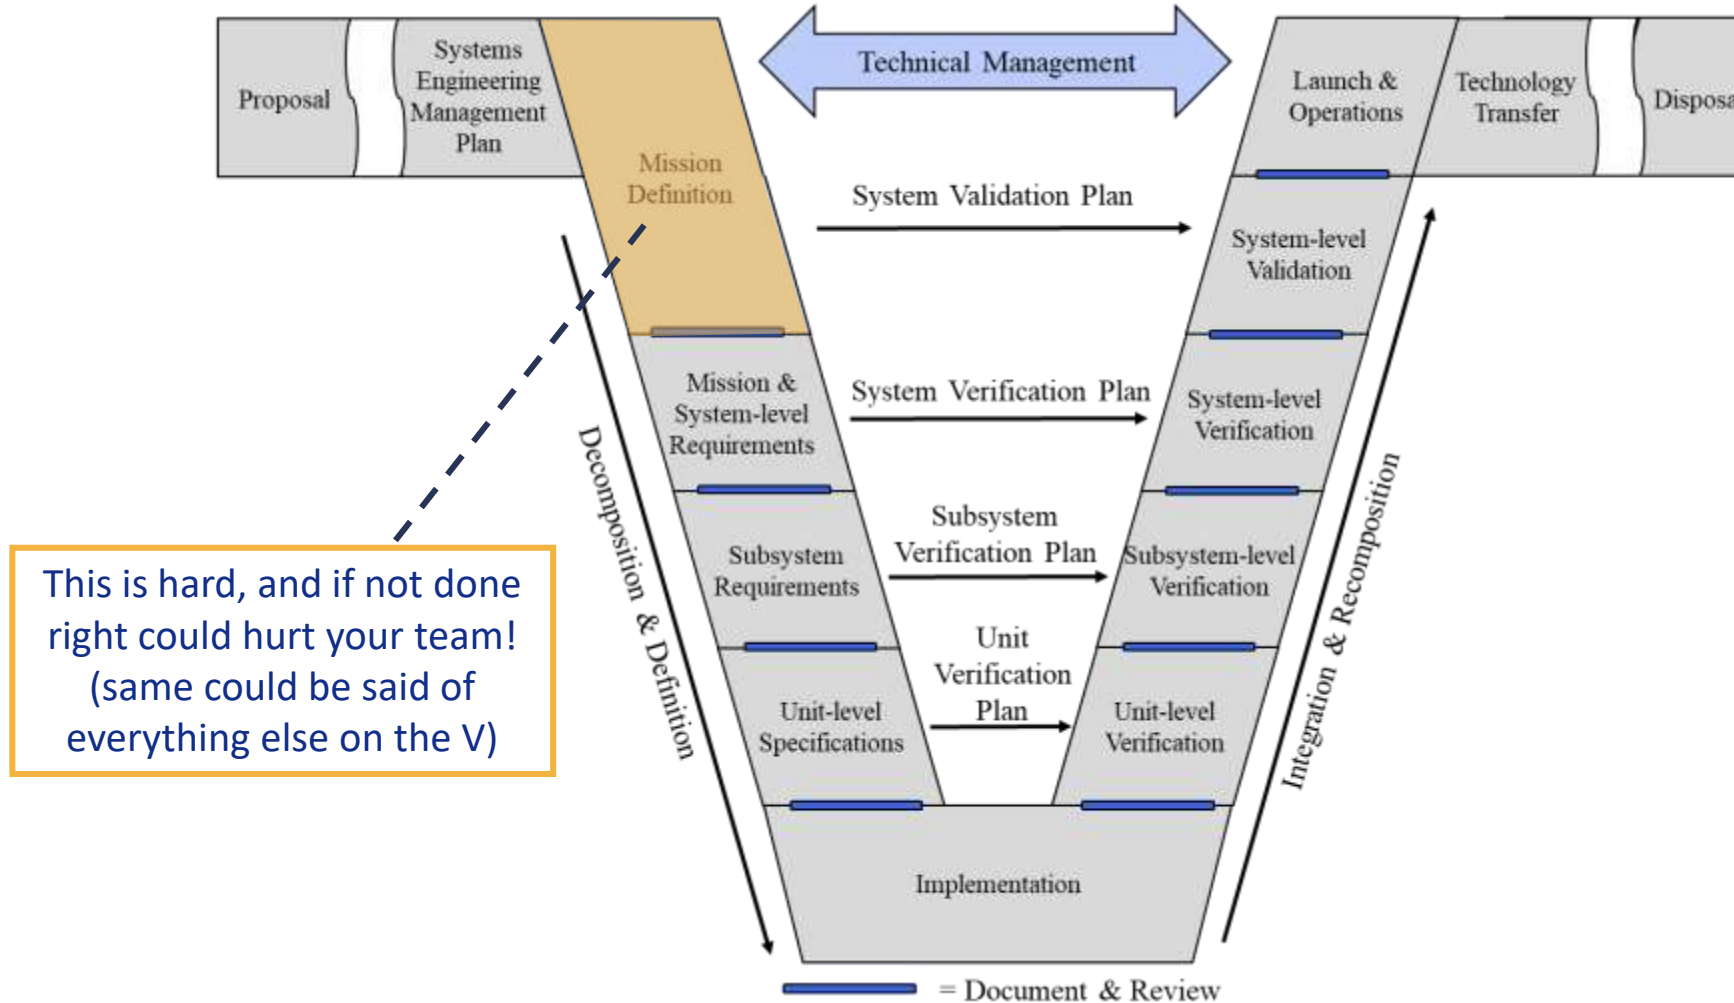 Proposal
Systems
Engineering
Management
Plan
Mission
Definition
Technical Management
Launch &
Operations
Technology
Transfer
Disposa
System Validation Plan
System-level
Validation
Mission &
System-level
Requirements
System Verification Plan
System-level
Verification
Decomposition & Definition
Subsystem
Requirements
Subsystem
Verification Plan
Subsystem-level
Verification
Integration & Recomposition
This is hard, and if not done
right could hurt your team!
(same could be said of
everything else on the V)
Unit-level
Specifications
Unit
Verification
Plan
Unit-level
Verification
Implementation
= Document & Review